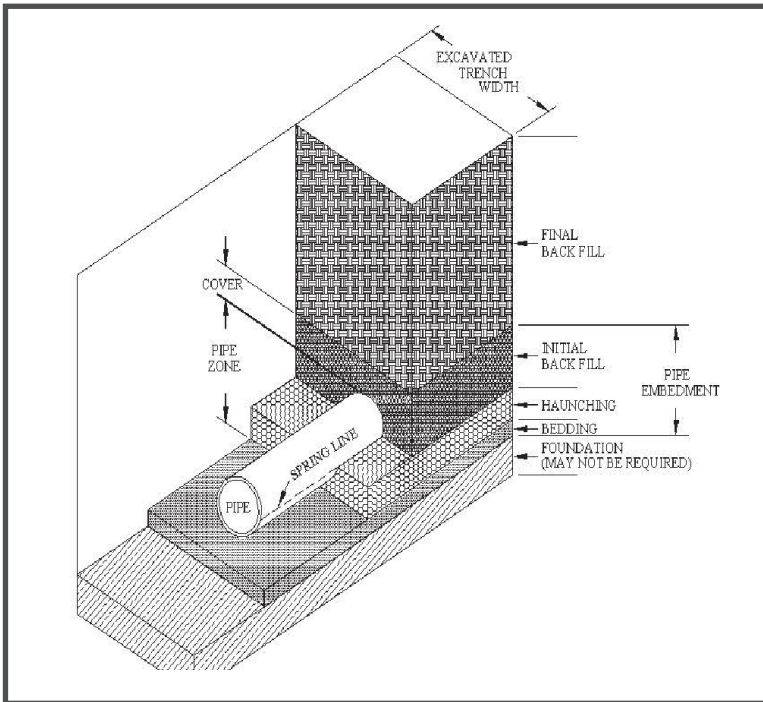 EXCAVATED
TRENCH
WIDTH
FINAL
BACK FILL
COVER
PIPE
ZONE
INITIAL
BACK FILL
PIPE
EMBEDMENT
HAUNCHING
BEDDING
FOUNDATION
(MAY NOT BE REQUIRED)
SPRING LINE
PIPE